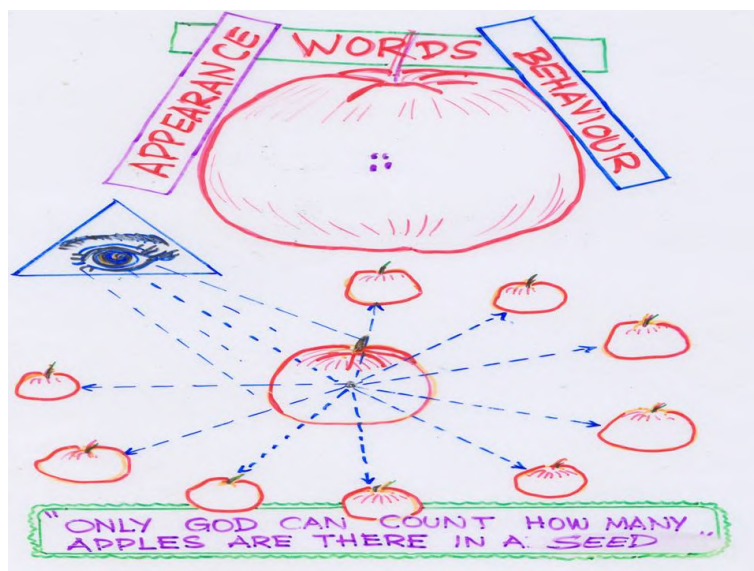 APPEARANCE
WORDS
BEHAVIOUR
"ONLY GOD CAN COUNT HOW MANY
APPLES ARE THERE IN A SEED"